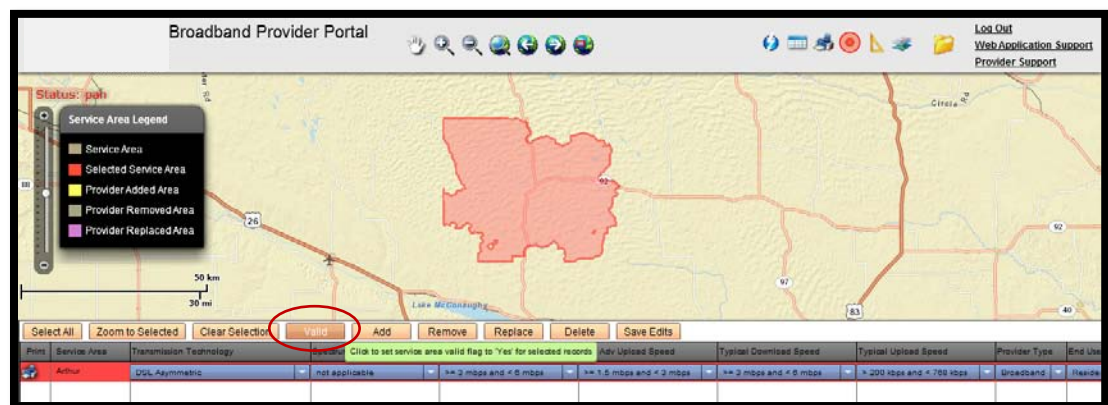 Broadband Provider Portal
Log Out
Web Application Support
Provider Support
Status: pan
Service Area Legend
Service Area
Selected Service Area
Provider Added Area
Provider Removed Area
Provider Replaced Area
Circle Rd
26
92
92
97
83
40
50 km
30 mi
Lake McConaughy
Select All Zoom to Selected Clear Selection Valid Add Remove Replace Delete Save Edits
Print Service Area Transmission Technology Click to set service area valid flag to 'Yes' for selected records Adv Upload Speed Typical Download Speed Typical Upload Speed Provider Type End Use
Arthur DSL Asymmetric not applicable >= 3 mbps and < 6 mbps >= 1.5 mbps and < 3 mbps >= 3 mbps and < 6 mbps > 200 kbps and < 768 kbps Broadband Reside